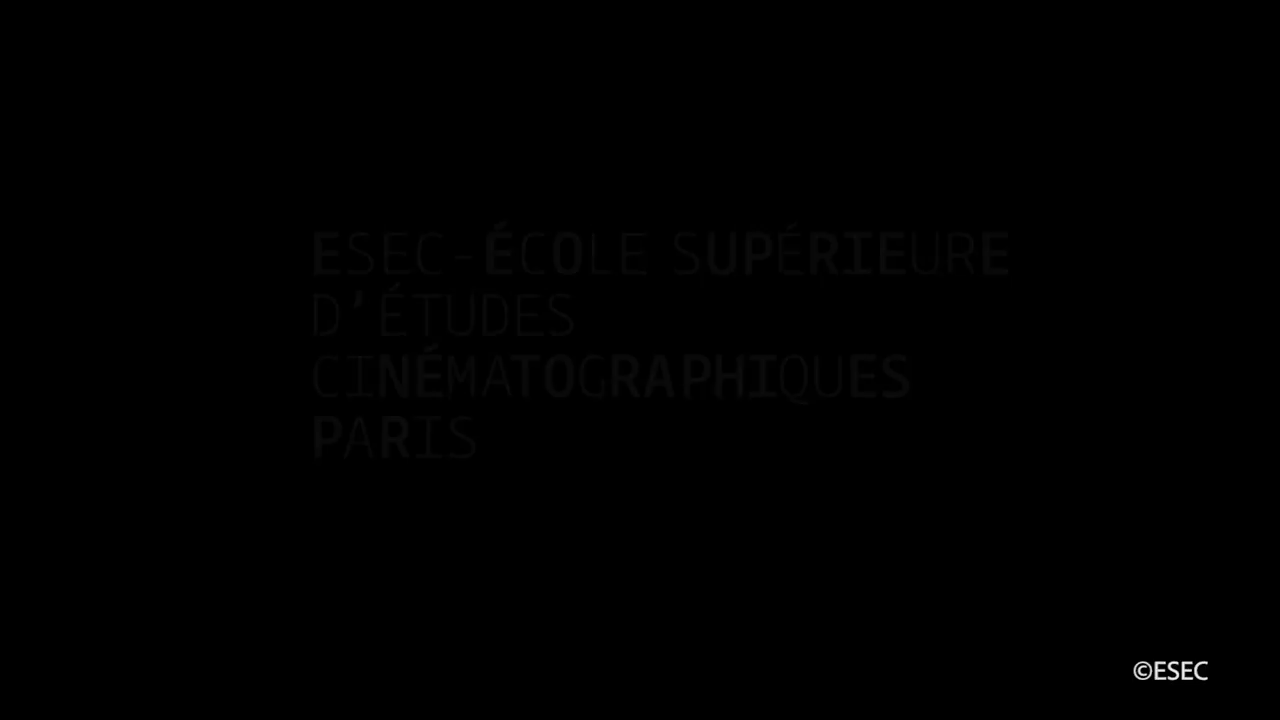 ESEC-ÉCOLE SUPÉRIEURE
D'ÉTUDES
CINÉMATOGRAPHIQUES
PARIS
©ESEC